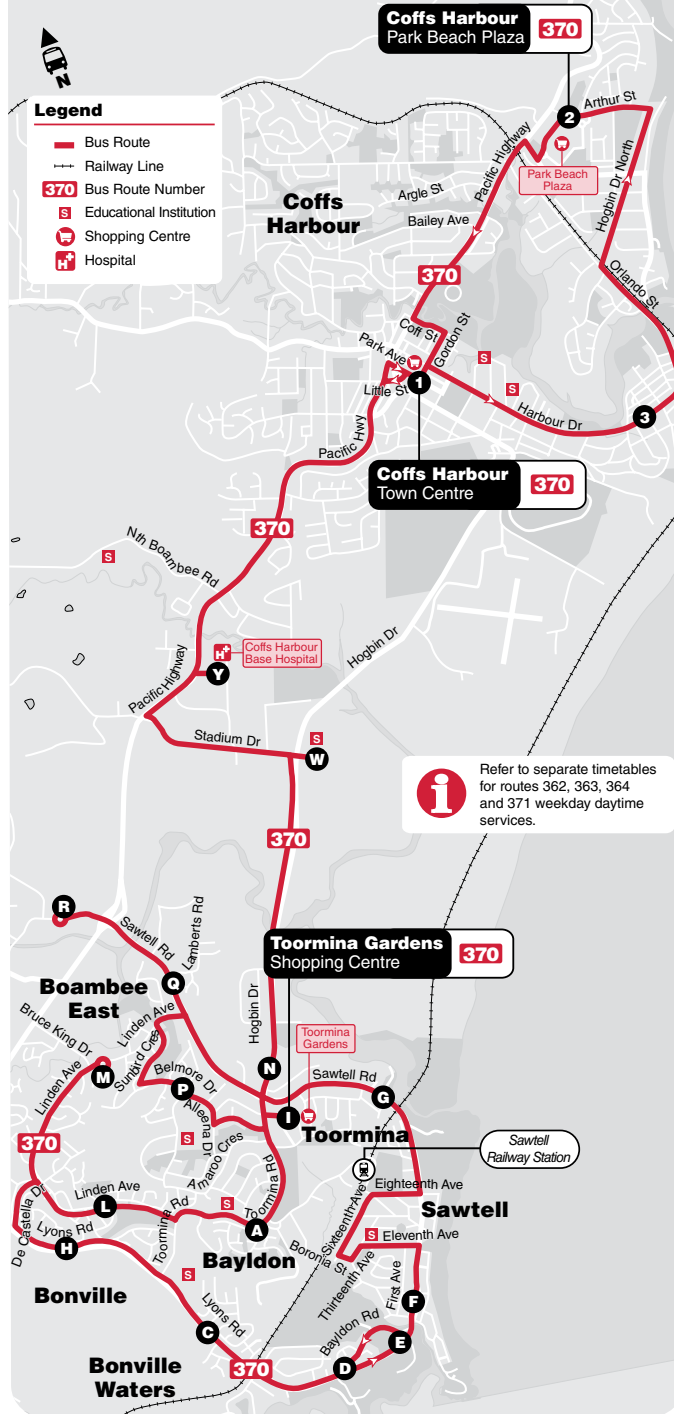 Coffs Harbour
Park Beach Plaza
370
N
Legend
Bus Route
Railway Line
370
Bus Route Number
S
Educational Institution
Shopping Centre
H
Hospital
2
Arthur St
Pacific Highway
Park Beach
Plaza
Hogbin Dr North
Argle St
Coffs
Harbour
Bailey Ave
370
Orlando St
Coff St
Gordon St
Park Ave
S
Little St
1
S
Harbour Dr
3
Pacific Hwy
Coffs Harbour
Town Centre
370
370
Nth Boambee Rd
S
Hogbin Dr
H
Coffs Harbour
Base Hospital
Y
Pacific Highway
Stadium Dr
S
W
i
Refer to separate timetables
for routes 362, 363, 364
and 371 weekday daytime
services.
370
R
Sawtell Rd
Lamberts Rd
Toormina Gardens
Shopping Centre
370
Q
Boambee
East
Bruce King Dr
Linden Ave
Hogbin Dr
Toormina
Gardens
Sunbird Cres
Linden Ave
M
N
Belmore Dr
P
Sawtell Rd
G
Alleena Dr
I
Toormina
S
Amaroo Cres
370
Sawtell
Railway Station
Toormina Rd
Eighteenth Ave
Sixteenth Ave
Sawtell
De Castella Dr
Linden Ave
L
Toormina Rd
S
A
Bayldon
S
Eleventh Ave
Lyons Rd
H
Boronia St
Thirteenth Ave
First Ave
Bonville
S
F
Lyons Rd
C
Bayldon Rd
E
Bonville
Waters
370
D